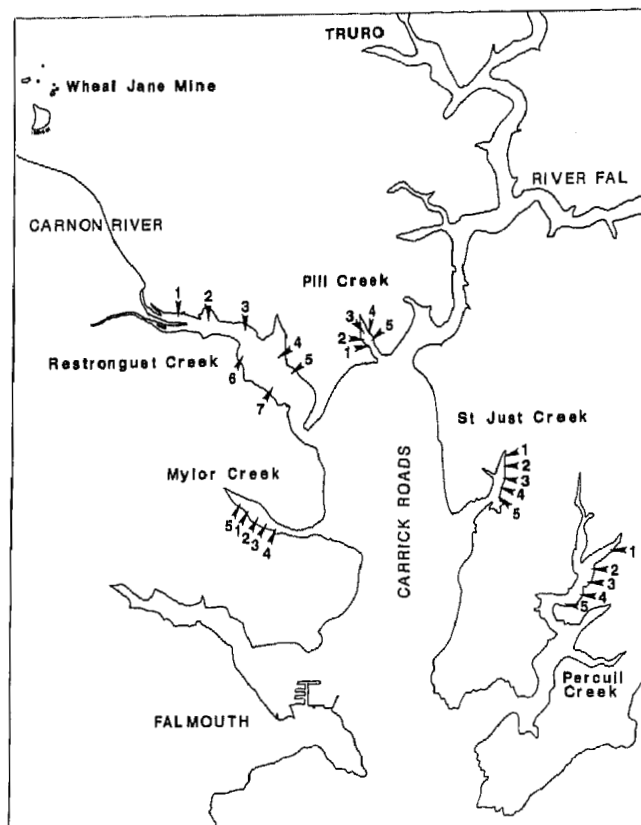 TRURO
Wheal Jane Mine
RIVER FAL
CARNON RIVER
Pill Creek
1
2
3
4
5
6
7
3
4
2
5
1
Restronguet Creek
St Just Creek
1
2
3
4
5
Mylor Creek
5
1
2
3
4
CARRICK ROADS
1
2
3
4
5
Percuil
Creek
FALMOUTH